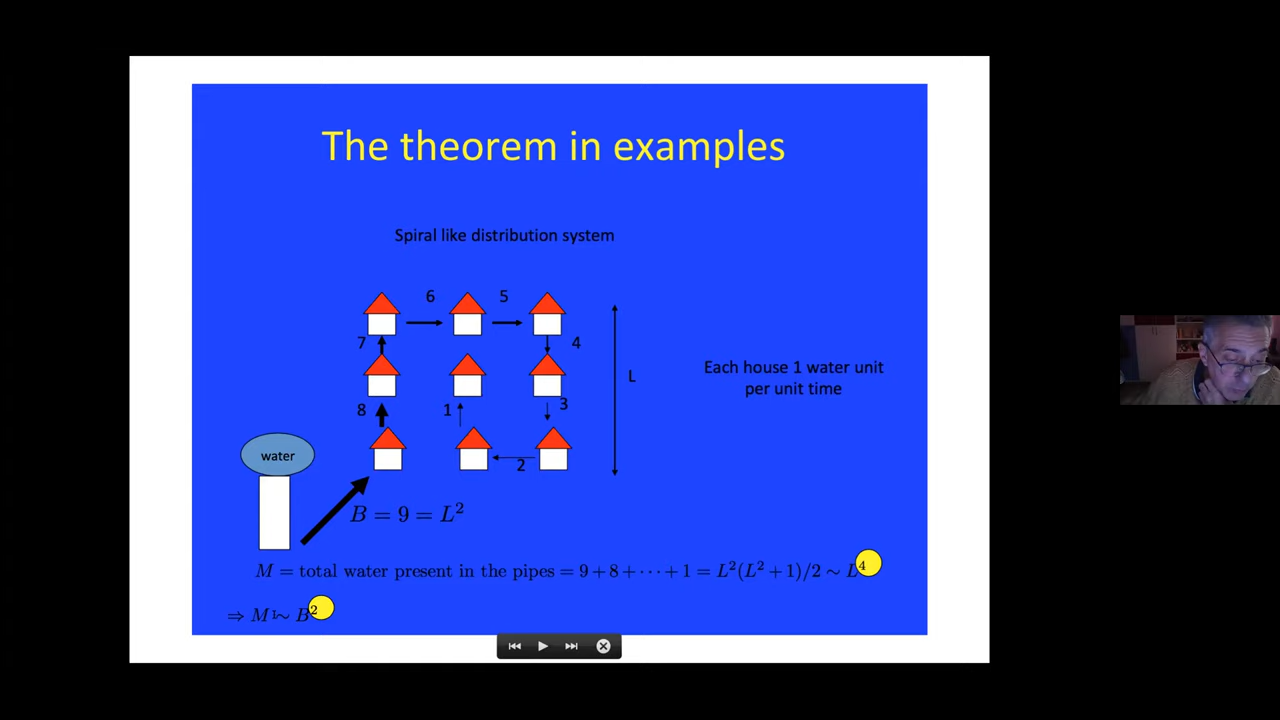 The theorem in examples
Spiral like distribution system
6 5
7 4
L
Each house 1 water unit
per unit time
8 1 3
water
2
B = 9 = L²
M = total water present in the pipes = 9 + 8 + ⋯ + 1 = L²(L² + 1)/2 ∼ L⁴
⇒ M ∼ B²